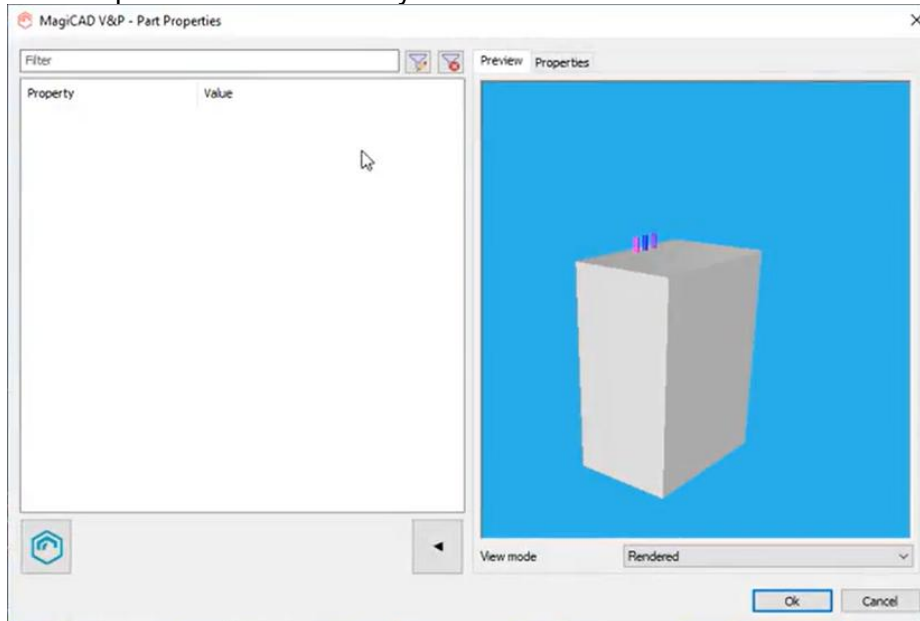 MagiCAD V&P - Part Properties
Filter
Preview Properties
Property Value
View mode Rendered
Ok Cancel